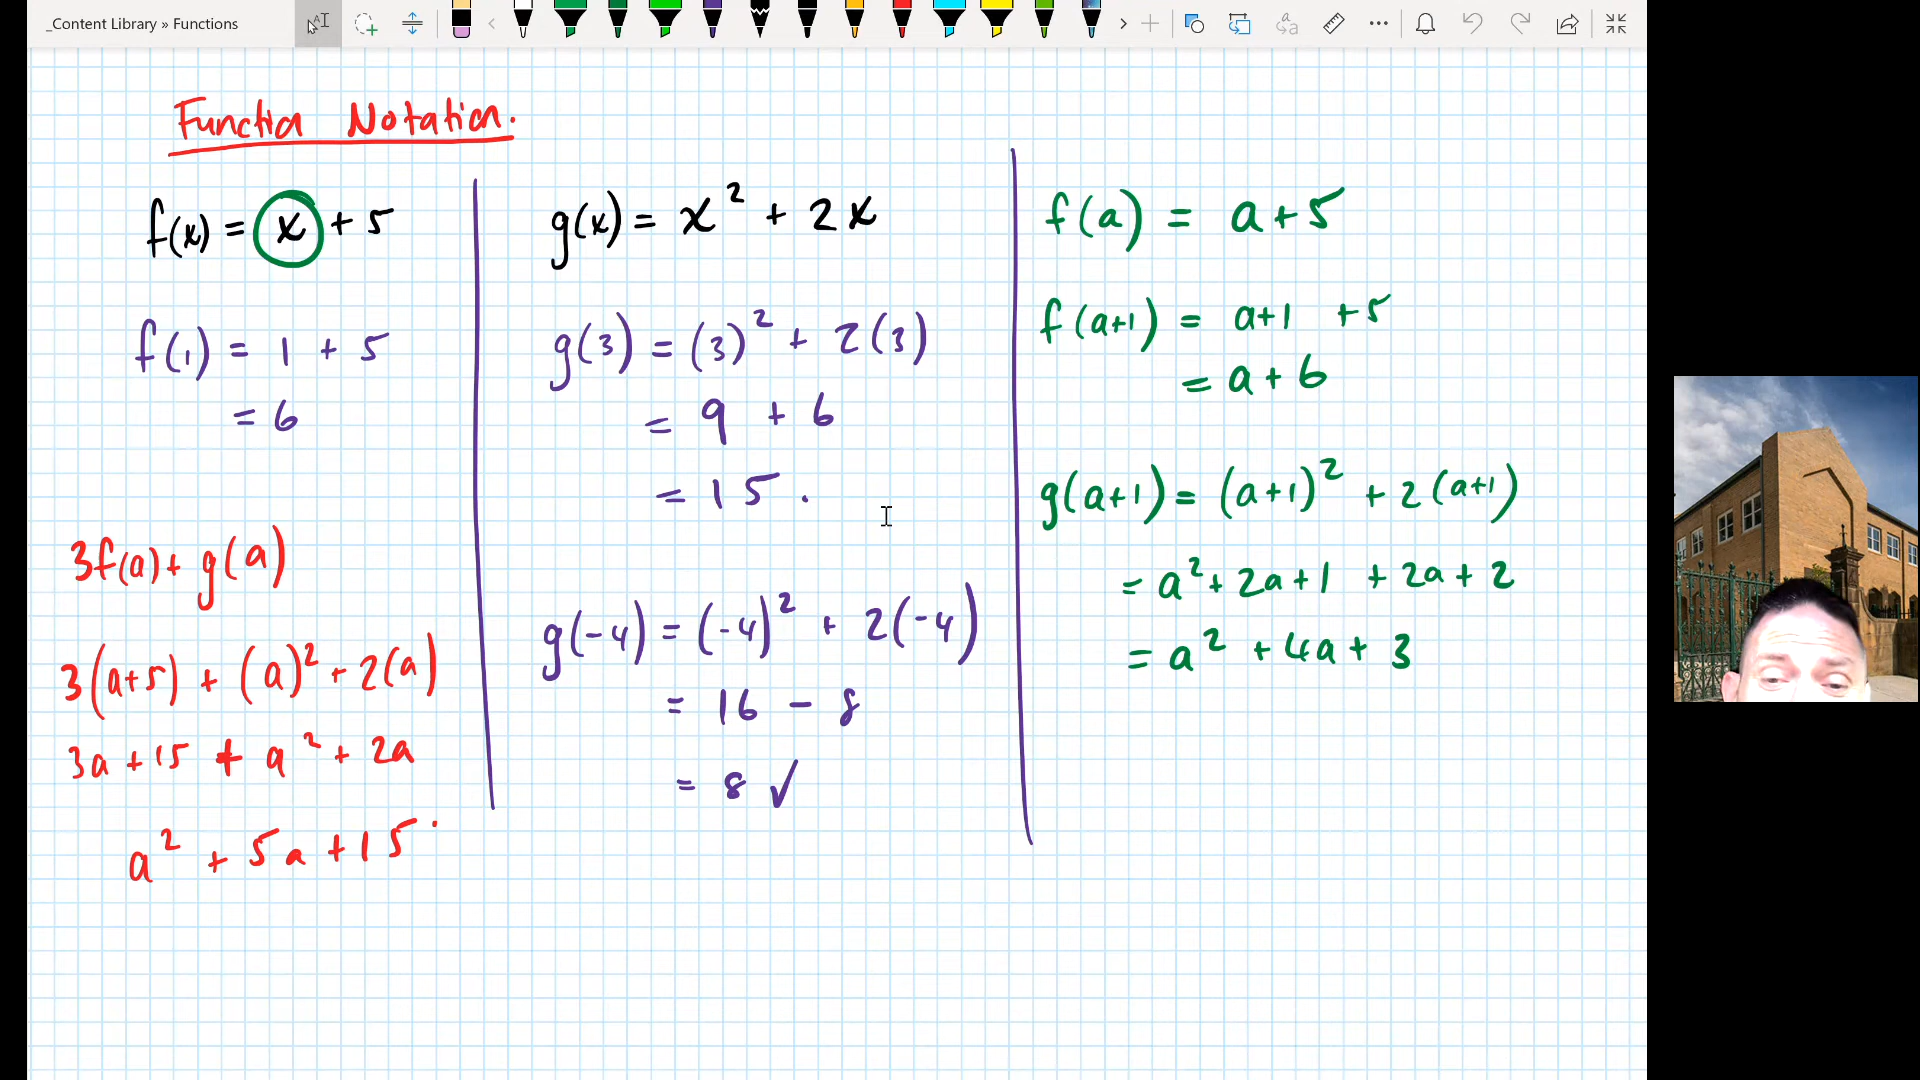 _Content Library » Functions
Function Notation.
f(x) = x + 5
f(1) = 1 + 5
= 6
3f(a) + g(a)
3(a+5) + (a)² + 2(a)
3a + 15 + a² + 2a
a² + 5a + 15
g(x) = x² + 2x
g(3) = (3)² + 2(3)
= 9 + 6
= 15.
g(-4) = (-4)² + 2(-4)
= 16 - 8
= 8 ✓
f(a) = a + 5
f(a+1) = a+1 + 5
= a + 6
g(a+1) = (a+1)² + 2(a+1)
= a² + 2a + 1 + 2a + 2
= a² + 4a + 3